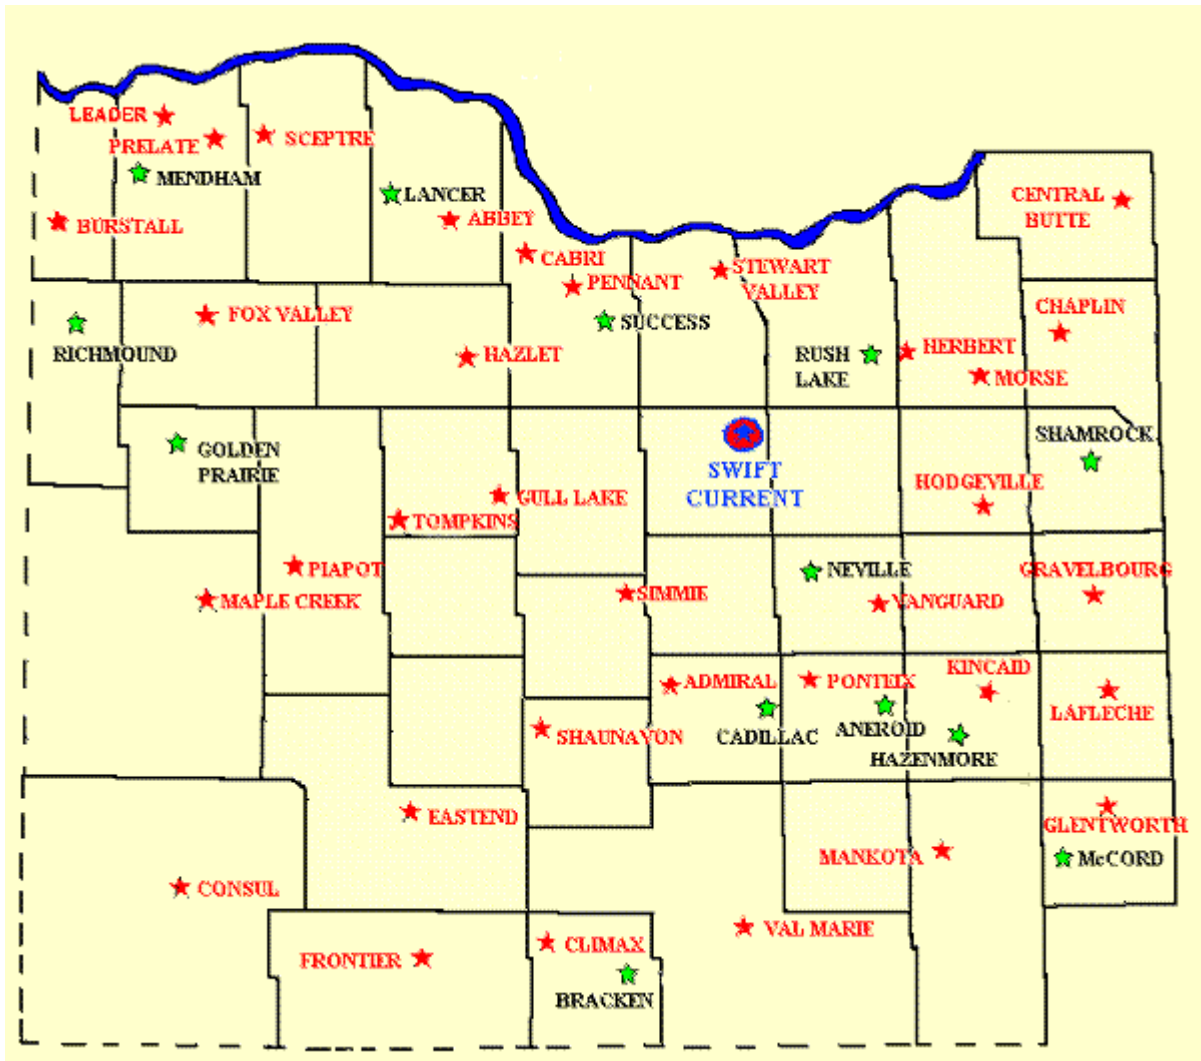 LEADER
PRELATE
SCEPTRE
MENDHAM
LANCER
CENTRAL
BUTTE
BURSTALL
ABBEY
CABRI
STEWART
VALLEY
PENNANT
CHAPLIN
FOX VALLEY
SUCCESS
RICHMOUND
HAZLET
RUSH
LAKE
HERBERT
MORSE
GOLDEN
PRAIRIE
SHAMROCK
SWIFT
CURRENT
HODGEVILLE
GULL LAKE
TOMPKINS
PIAPOT
NEVILLE
GRAVELBOURG
MAPLE CREEK
SIMMIE
VANGUARD
KINCAID
ADMIRAL
PONTEIX
ANEROID
LAFLECHE
SHAUNAVON
CADILLAC
HAZENMORE
EASTEND
GLENTWORTH
MANKOTA
McCORD
CONSUL
VAL MARIE
CLIMAX
FRONTIER
BRACKEN